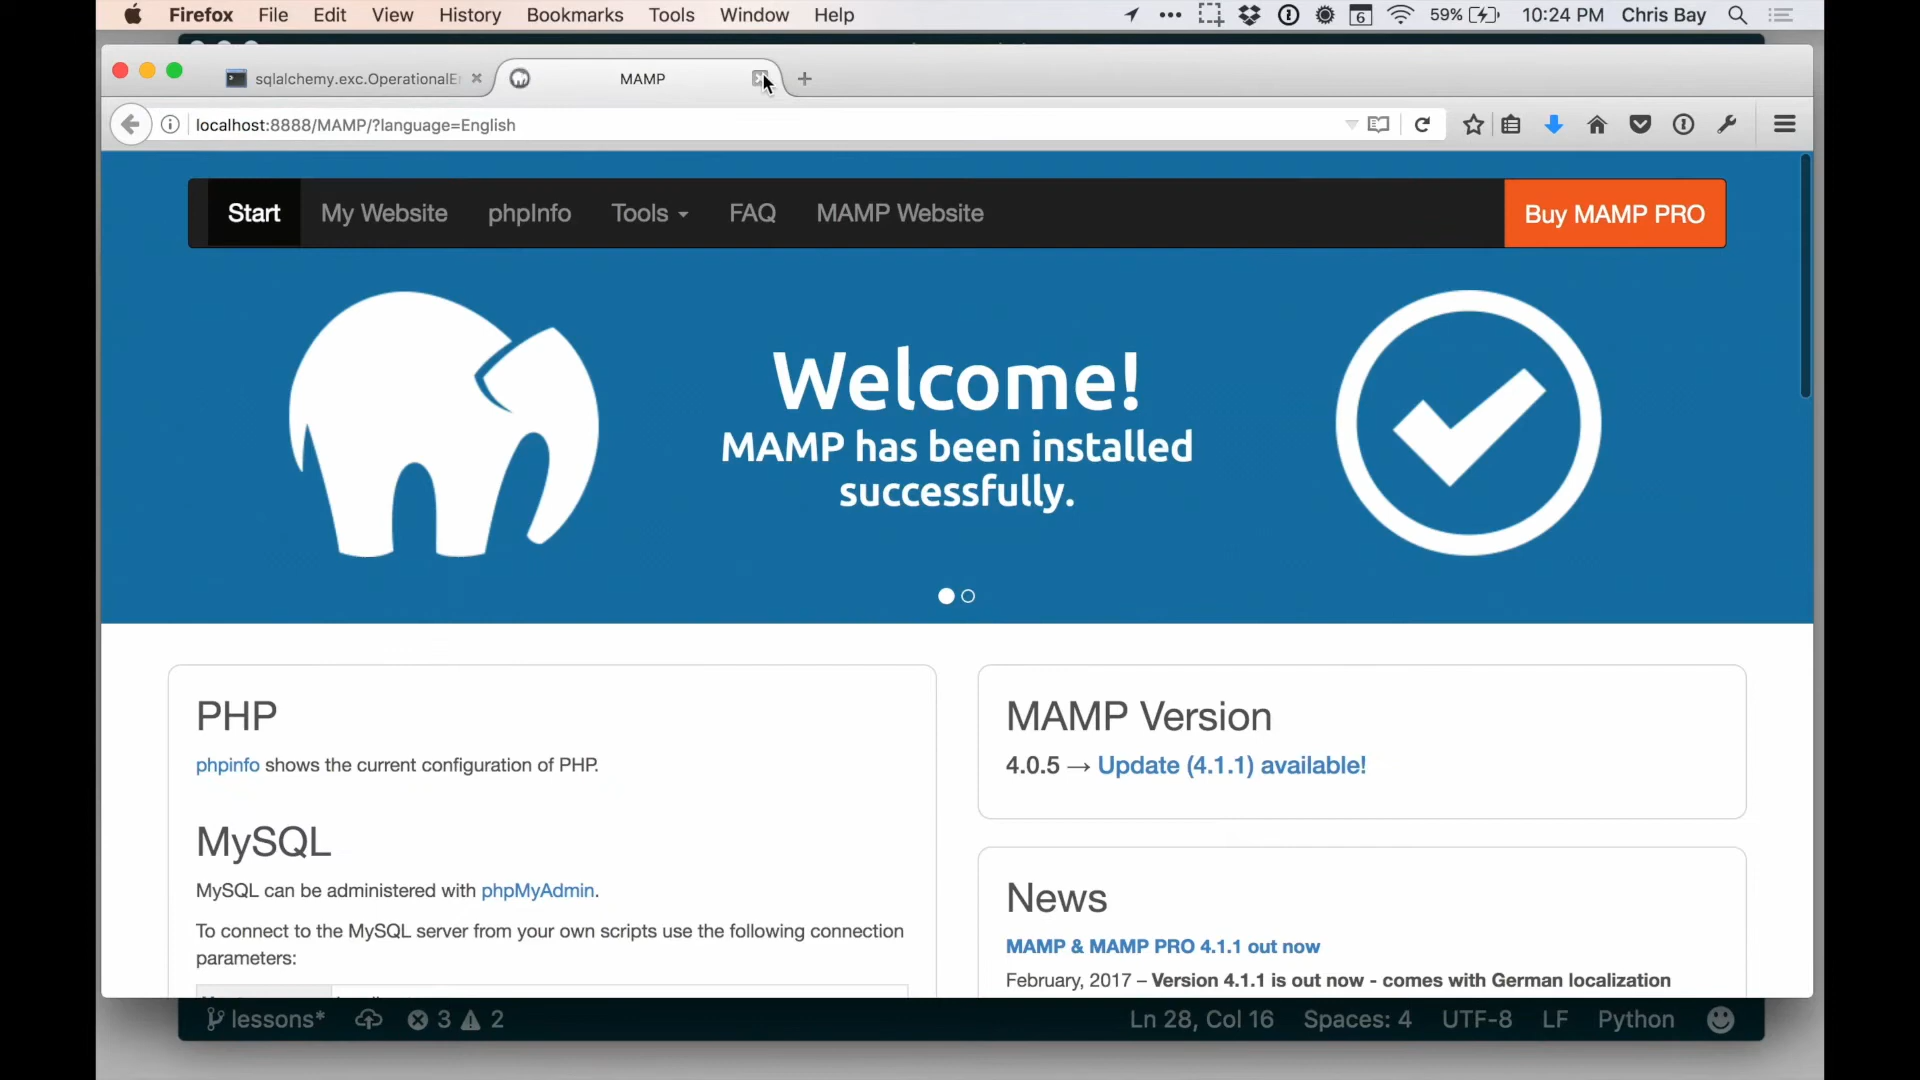 Firefox File Edit View History Bookmarks Tools Window Help 6 59% 10:24 PM Chris Bay
sqlalchemy.exc.OperationalE
MAMP
localhost:8888/MAMP/?language=English
Start My Website phpInfo Tools FAQ MAMP Website Buy MAMP PRO
Welcome!
MAMP has been installed
successfully.
PHP
phpinfo shows the current configuration of PHP.
MySQL
MySQL can be administered with phpMyAdmin.
To connect to the MySQL server from your own scripts use the following connection
parameters:
MAMP Version
4.0.5 → Update (4.1.1) available!
News
MAMP & MAMP PRO 4.1.1 out now
February, 2017 – Version 4.1.1 is out now - comes with German localization
lessons* 3 2 Ln 28, Col 16 Spaces: 4 UTF-8 LF Python